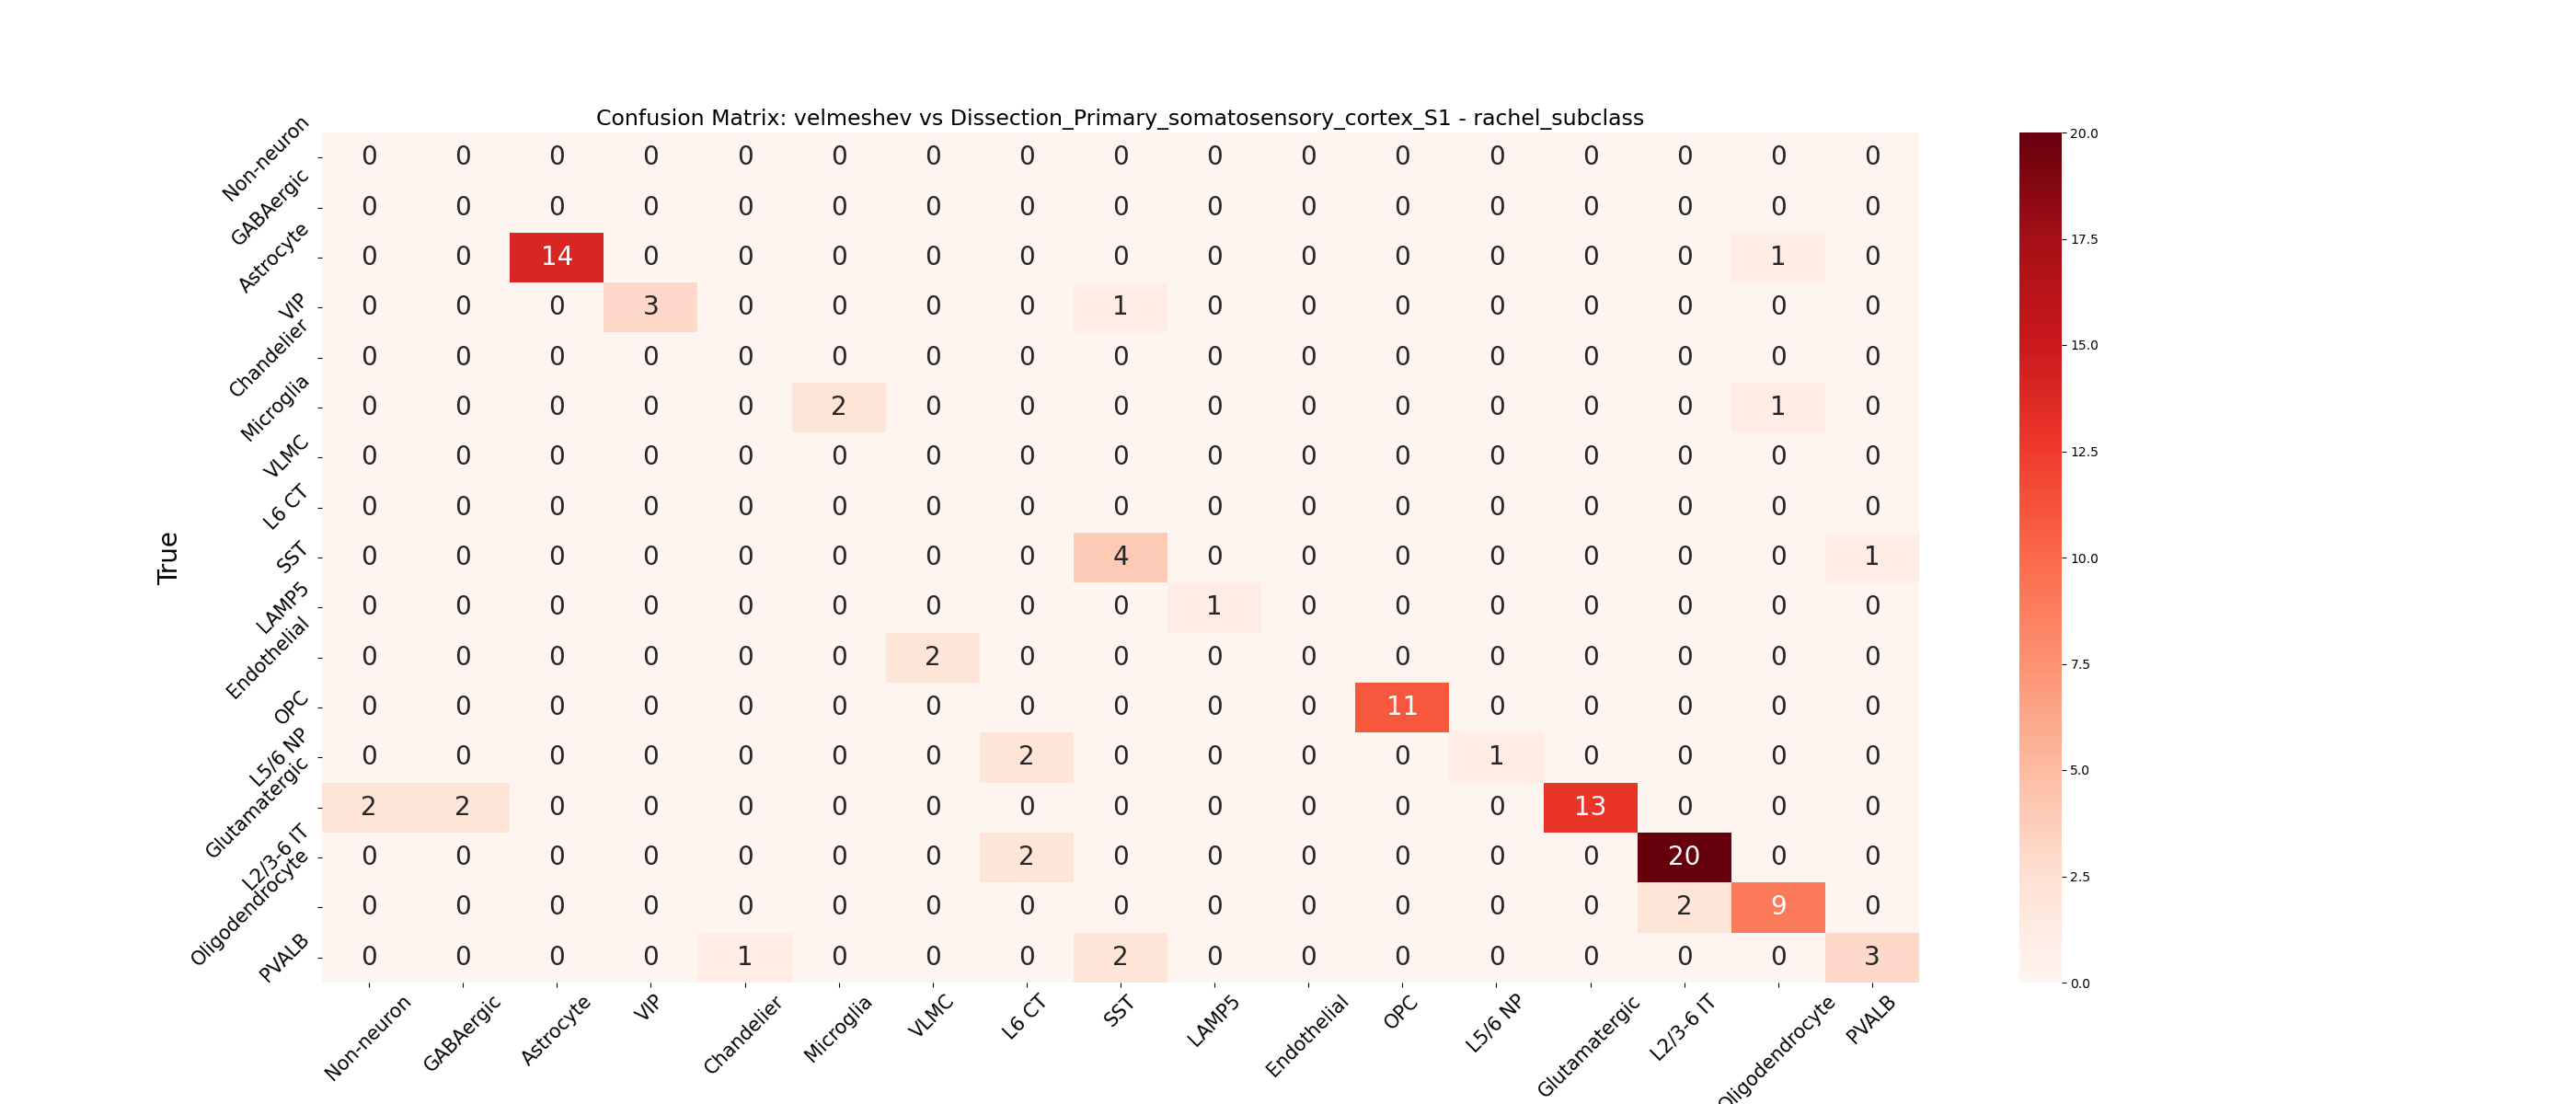 Confusion Matrix: velmeshev vs Dissection_Primary_somatosensory_cortex_S1 - rachel_subclass
True
Non-neuron 0 0 0 0 0 0 0 0 0 0 0 0 0 0 0 0 0
GABAergic 0 0 0 0 0 0 0 0 0 0 0 0 0 0 0 0 0
Astrocyte 0 0 14 0 0 0 0 0 0 0 0 0 0 0 0 1 0
VIP 0 0 0 3 0 0 0 0 1 0 0 0 0 0 0 0 0
Chandelier 0 0 0 0 0 0 0 0 0 0 0 0 0 0 0 0 0
Microglia 0 0 0 0 0 2 0 0 0 0 0 0 0 0 0 1 0
VLMC 0 0 0 0 0 0 0 0 0 0 0 0 0 0 0 0 0
L6 CT 0 0 0 0 0 0 0 0 0 0 0 0 0 0 0 0 0
SST 0 0 0 0 0 0 0 0 4 0 0 0 0 0 0 0 1
LAMP5 0 0 0 0 0 0 0 0 0 1 0 0 0 0 0 0 0
Endothelial 0 0 0 0 0 0 2 0 0 0 0 0 0 0 0 0 0
OPC 0 0 0 0 0 0 0 0 0 0 0 11 0 0 0 0 0
L5/6 NP 0 0 0 0 0 0 0 2 0 0 0 0 1 0 0 0 0
Glutamatergic 2 2 0 0 0 0 0 0 0 0 0 0 0 13 0 0 0
L2/3-6 IT 0 0 0 0 0 0 0 2 0 0 0 0 0 0 20 0 0
Oligodendrocyte 0 0 0 0 0 0 0 0 0 0 0 0 0 0 2 9 0
PVALB 0 0 0 0 1 0 0 0 2 0 0 0 0 0 0 0 3
Non-neuron GABAergic Astrocyte VIP Chandelier Microglia VLMC L6 CT SST LAMP5 Endothelial OPC L5/6 NP Glutamatergic L2/3-6 IT Oligodendrocyte PVALB
20.0
17.5
15.0
12.5
10.0
7.5
5.0
2.5
0.0